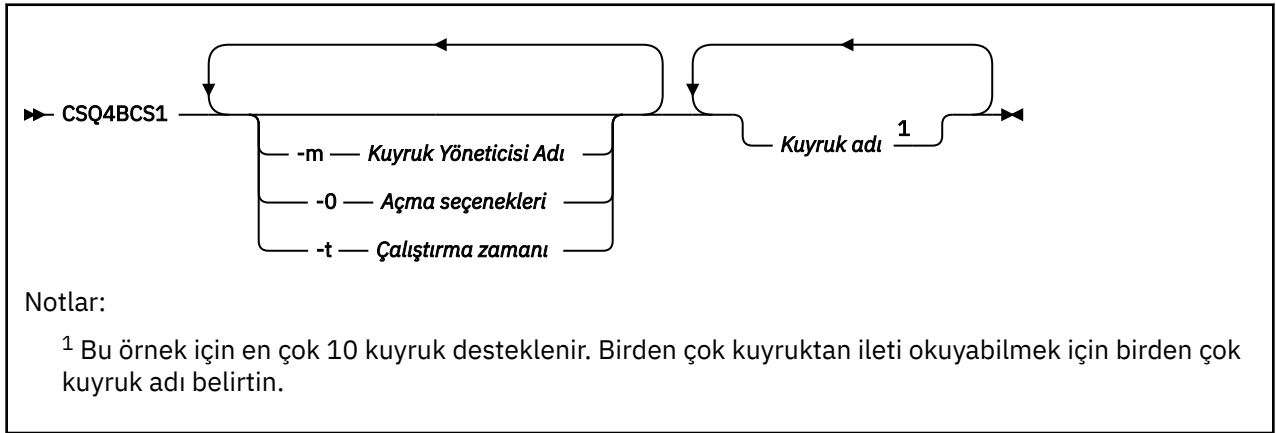 CSQ4BCS1
-m Kuyruk Yöneticisi Adı
-0 Açma seçenekleri
-t Çalıştırma zamanı
Kuyruk adı 1
Notlar:
1 Bu örnek için en çok 10 kuyruk desteklenir. Birden çok kuyruktan ileti okuyabilmek için birden çok
kuyruk adı belirtin.